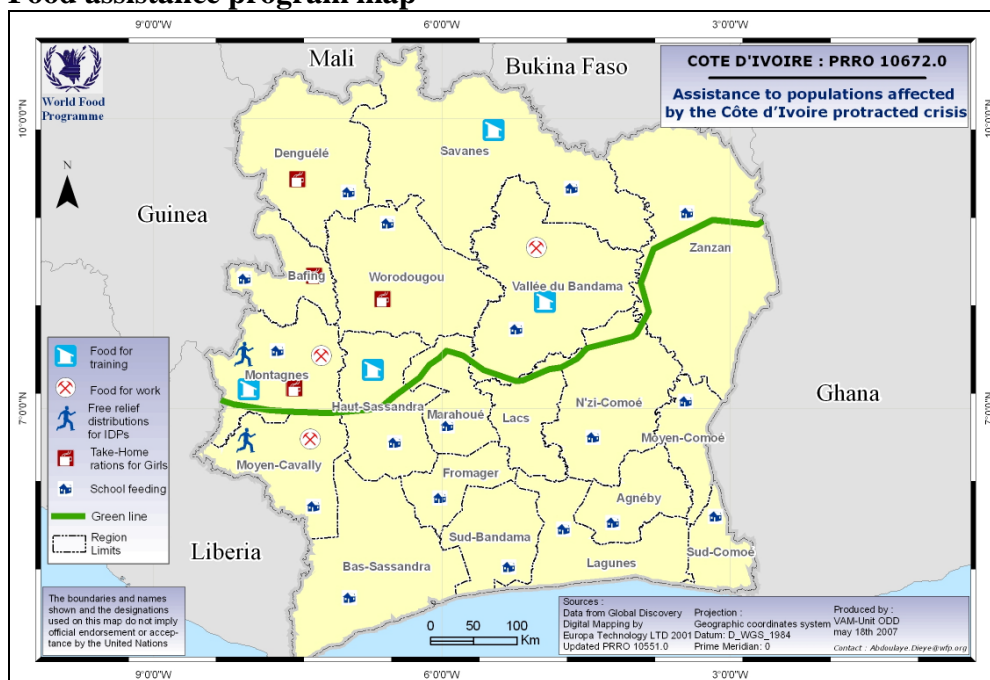 Food assistance program map
9°0'0"W
6°0'0"W
3°0'0"W
World Food
Programme
Mali
Bukina Faso
COTE D'IVOIRE : PRRO 10672.0
Assistance to populations affected
by the Côte d'Ivoire protracted crisis
10°0'0"N
10°0'0"N
N
Denguélé
Savanes
Guinea
Zanzan
Bafing
Worodougou
Vallée du Bandama
Food for
training
Food for work
Free relief
distributions
for IDPs
Take-Home
rations for Girls
School feeding
Green line
Region
Limits
Montagnes
Ghana
7°0'0"N
7°0'0"N
Haut-Sassandra
Marahoué
Lacs
N'zi-Comoé
Moyen-Comoé
Moyen-Cavally
Fromager
Agnéby
Liberia
Sud-Bandama
Bas-Sassandra
Lagunes
Sud-Comoé
The boundaries and names
shown and the designations
used on this map do not imply
official endorsement or accep-
tance by the United Nations
0 50 100
Km
Sources :
Data from Global Discovery
Digital Mapping by
Europa Technology LTD 2001
Updated PRRO 10551.0
Projection :
Geographic coordinates system
Datum: D_WGS_1984
Prime Meridian: 0
Produced by :
VAM-Unit ODD
may 18th 2007
Contact : Abdoulaye.Dieye@wfp.org
9°0'0"W
6°0'0"W
3°0'0"W